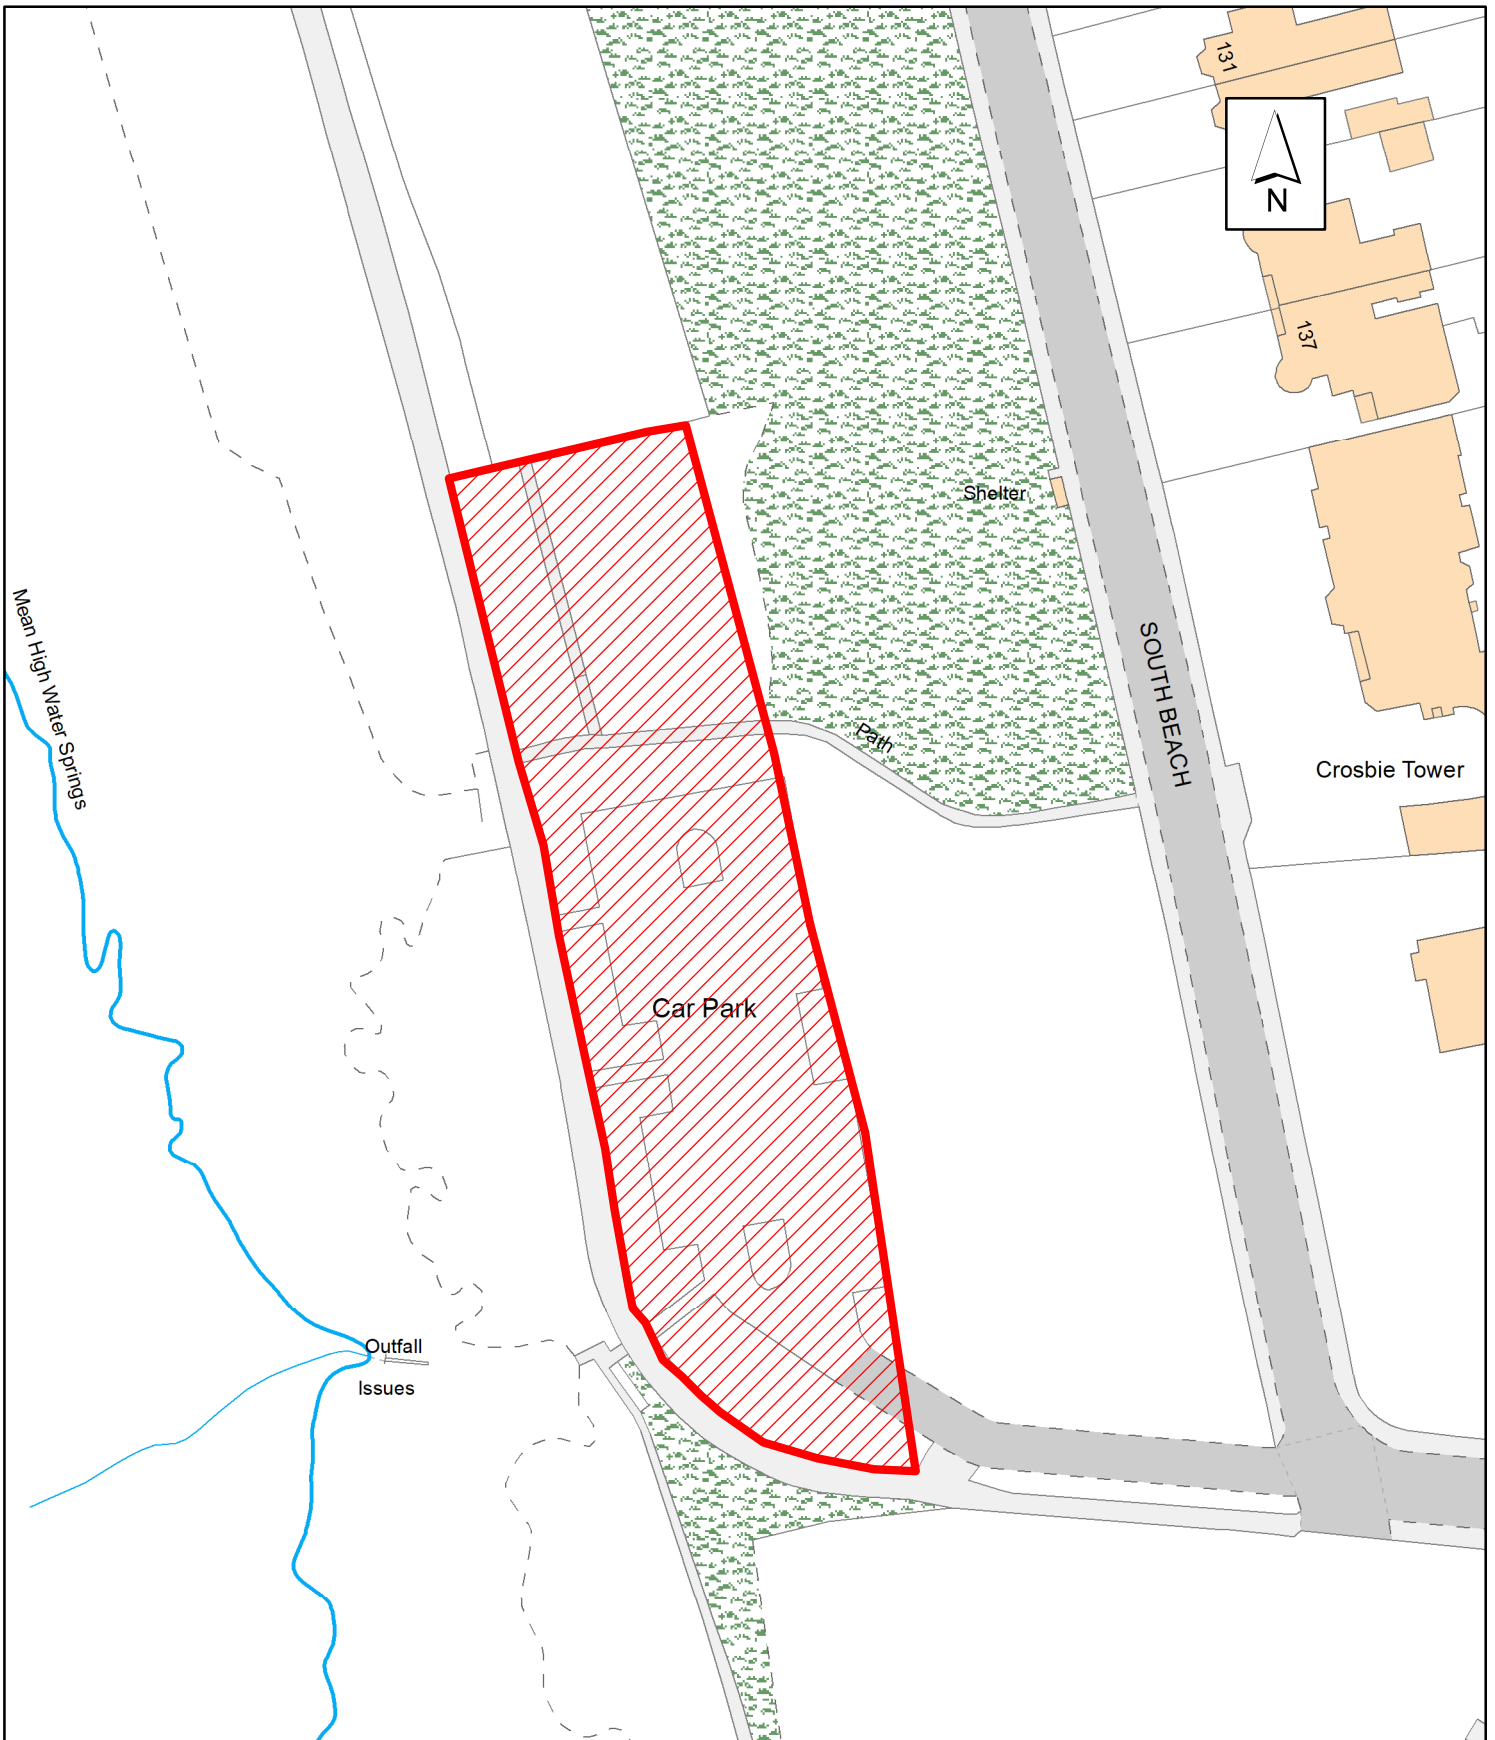 131
N
137
Shelter
Mean High Water Springs
SOUTH BEACH
Path
Crosbie Tower
Car Park
Outfall
Issues